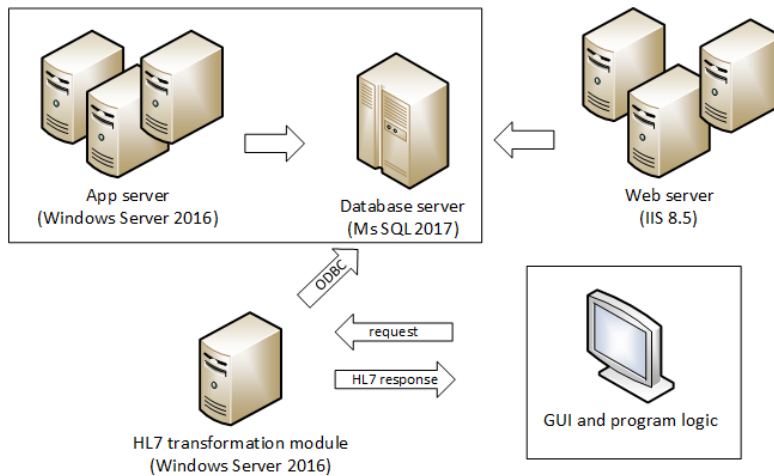 App server
(Windows Server 2016)
Database server
(Ms SQL 2017)
Web server
(IIS 8.5)
ODBC
request
HL7 response
HL7 transformation module
(Windows Server 2016)
GUI and program logic